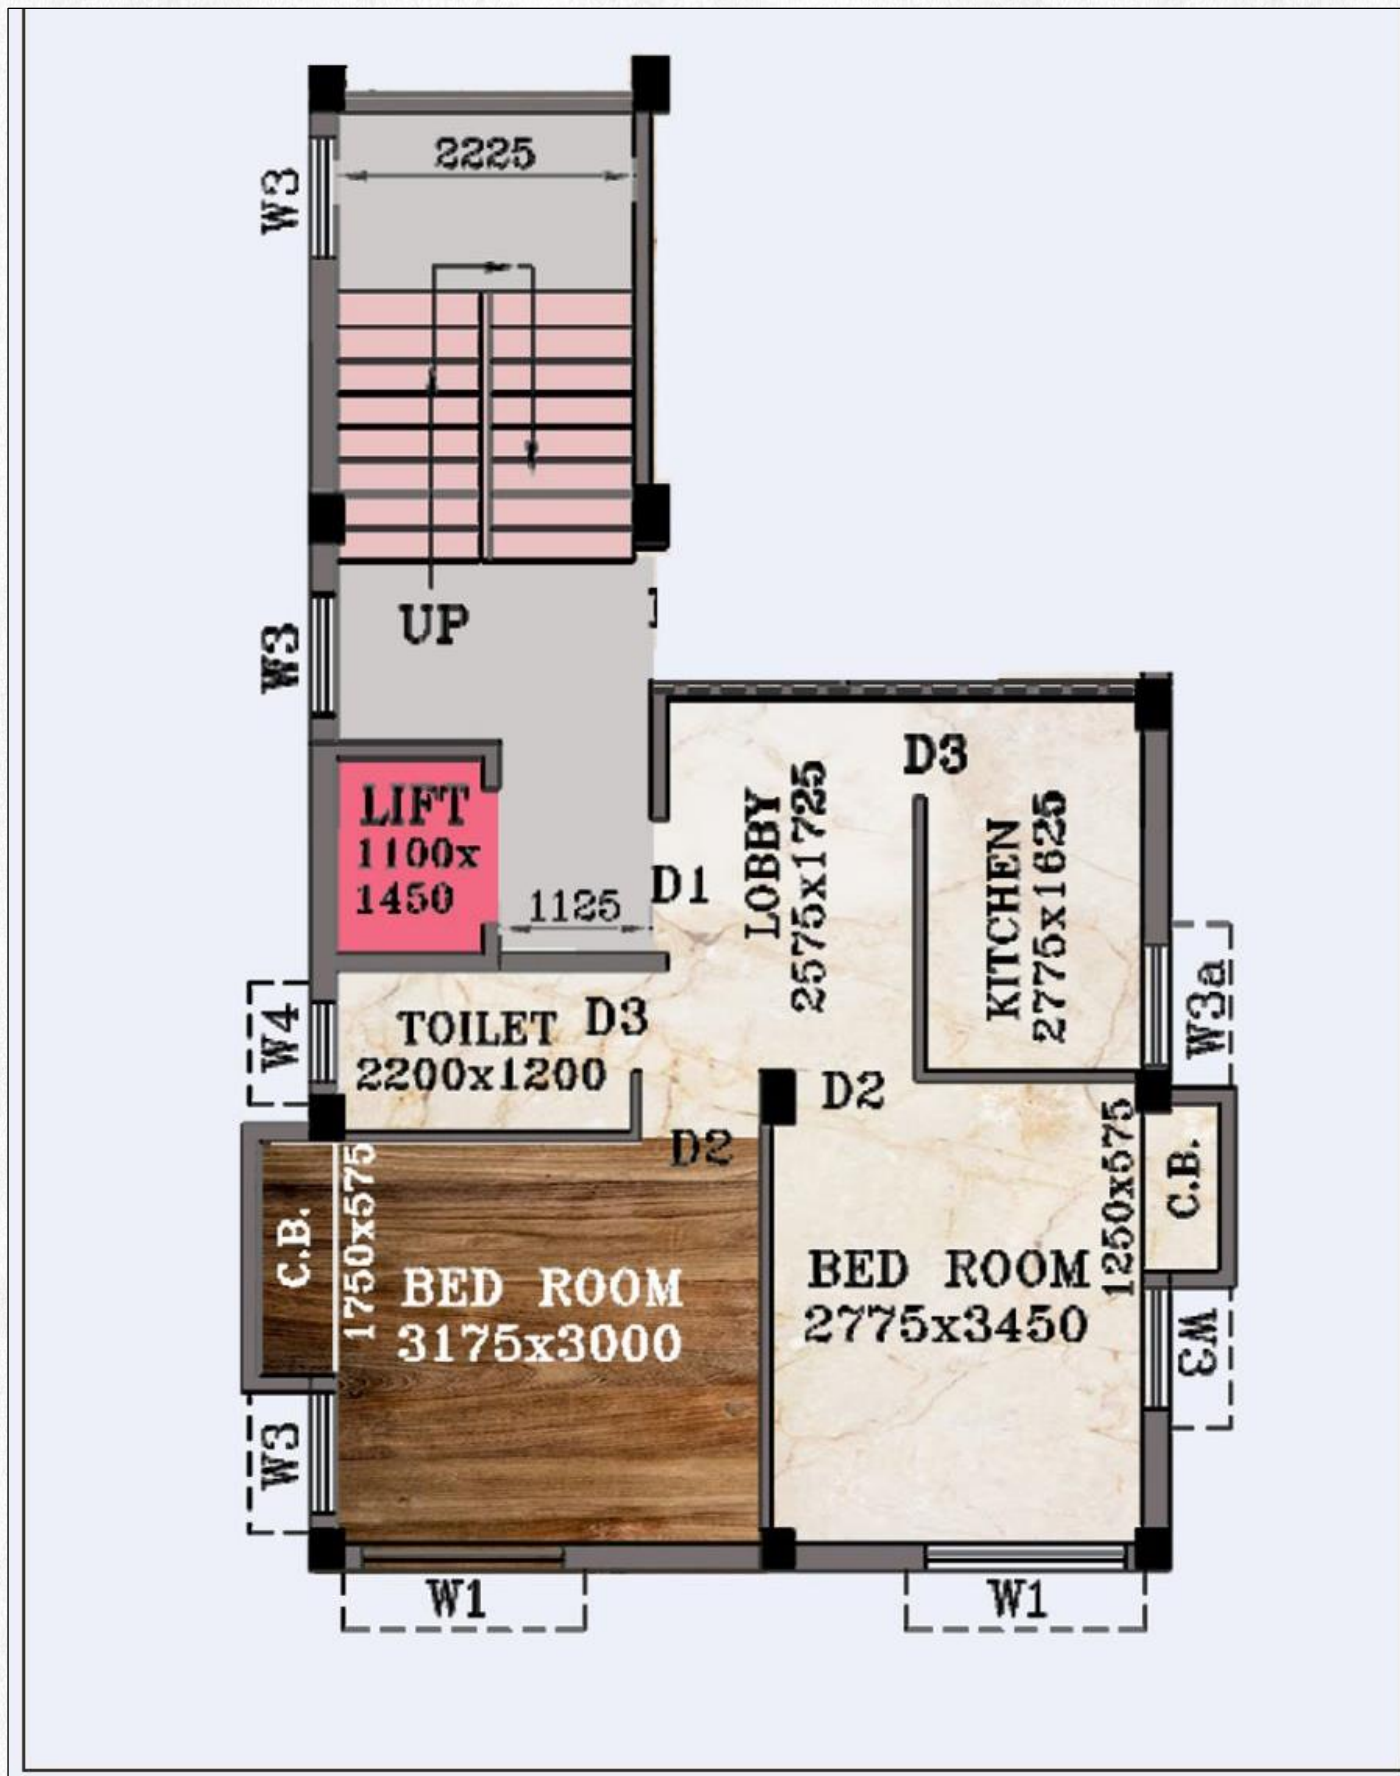 2225
W3
UP
W3
LIFT
1100x
1450
1125
D1
LOBBY
2575x1725
D3
KITCHEN
2775x1625
W3a
W4
TOILET
2200x1200
D3
D2
D2
C.B.
1750x575
BED ROOM
3175x3000
BED ROOM
2775x3450
1250x575
C.B.
W3
W3
W1
W1